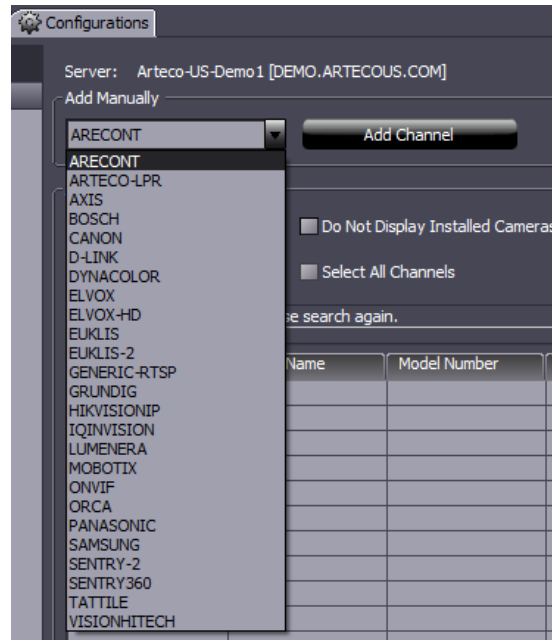 Configurations
Server: Arteco-US-Demo1 [DEMO.ARTECOUS.COM]
Add Manually
ARECONT
Add Channel
ARECONT
ARTECO-LPR
AXIS
BOSCH
CANON
D-LINK
DYNACOLOR
ELVOX
ELVOX-HD
EUKLIS
EUKLIS-2
GENERIC-RTSP
GRUNDIG
HIKVISIONIP
IQINVISION
LUMENERA
MOBOTIX
ONVIF
ORCA
PANASONIC
SAMSUNG
SENTRY-2
SENTRY360
TATTILE
VISIONHITECH
Do Not Display Installed Cameras
Select All Channels
se search again.
Name Model Number